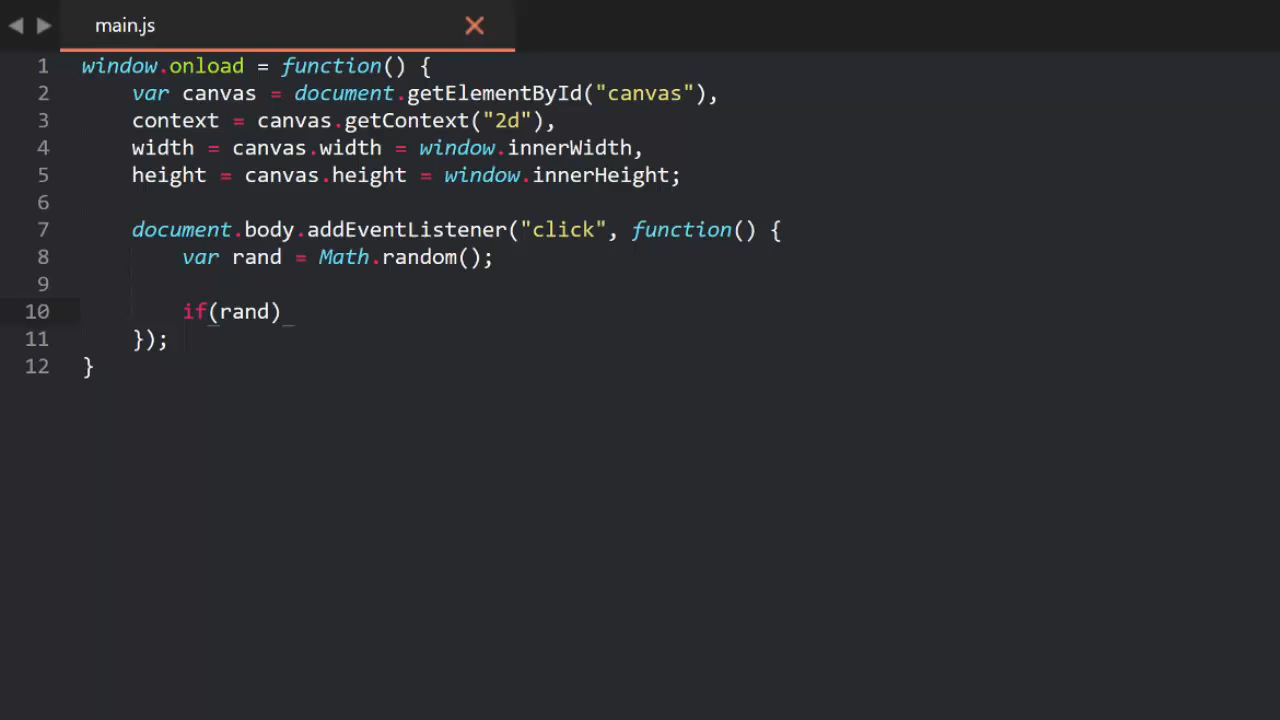 main.js
1 window.onload = function() {
2 var canvas = document.getElementById("canvas"),
3 context = canvas.getContext("2d"),
4 width = canvas.width = window.innerWidth,
5 height = canvas.height = window.innerHeight;
6
7 document.body.addEventListener("click", function() {
8 var rand = Math.random();
9
10 if(rand)
11 });
12 }